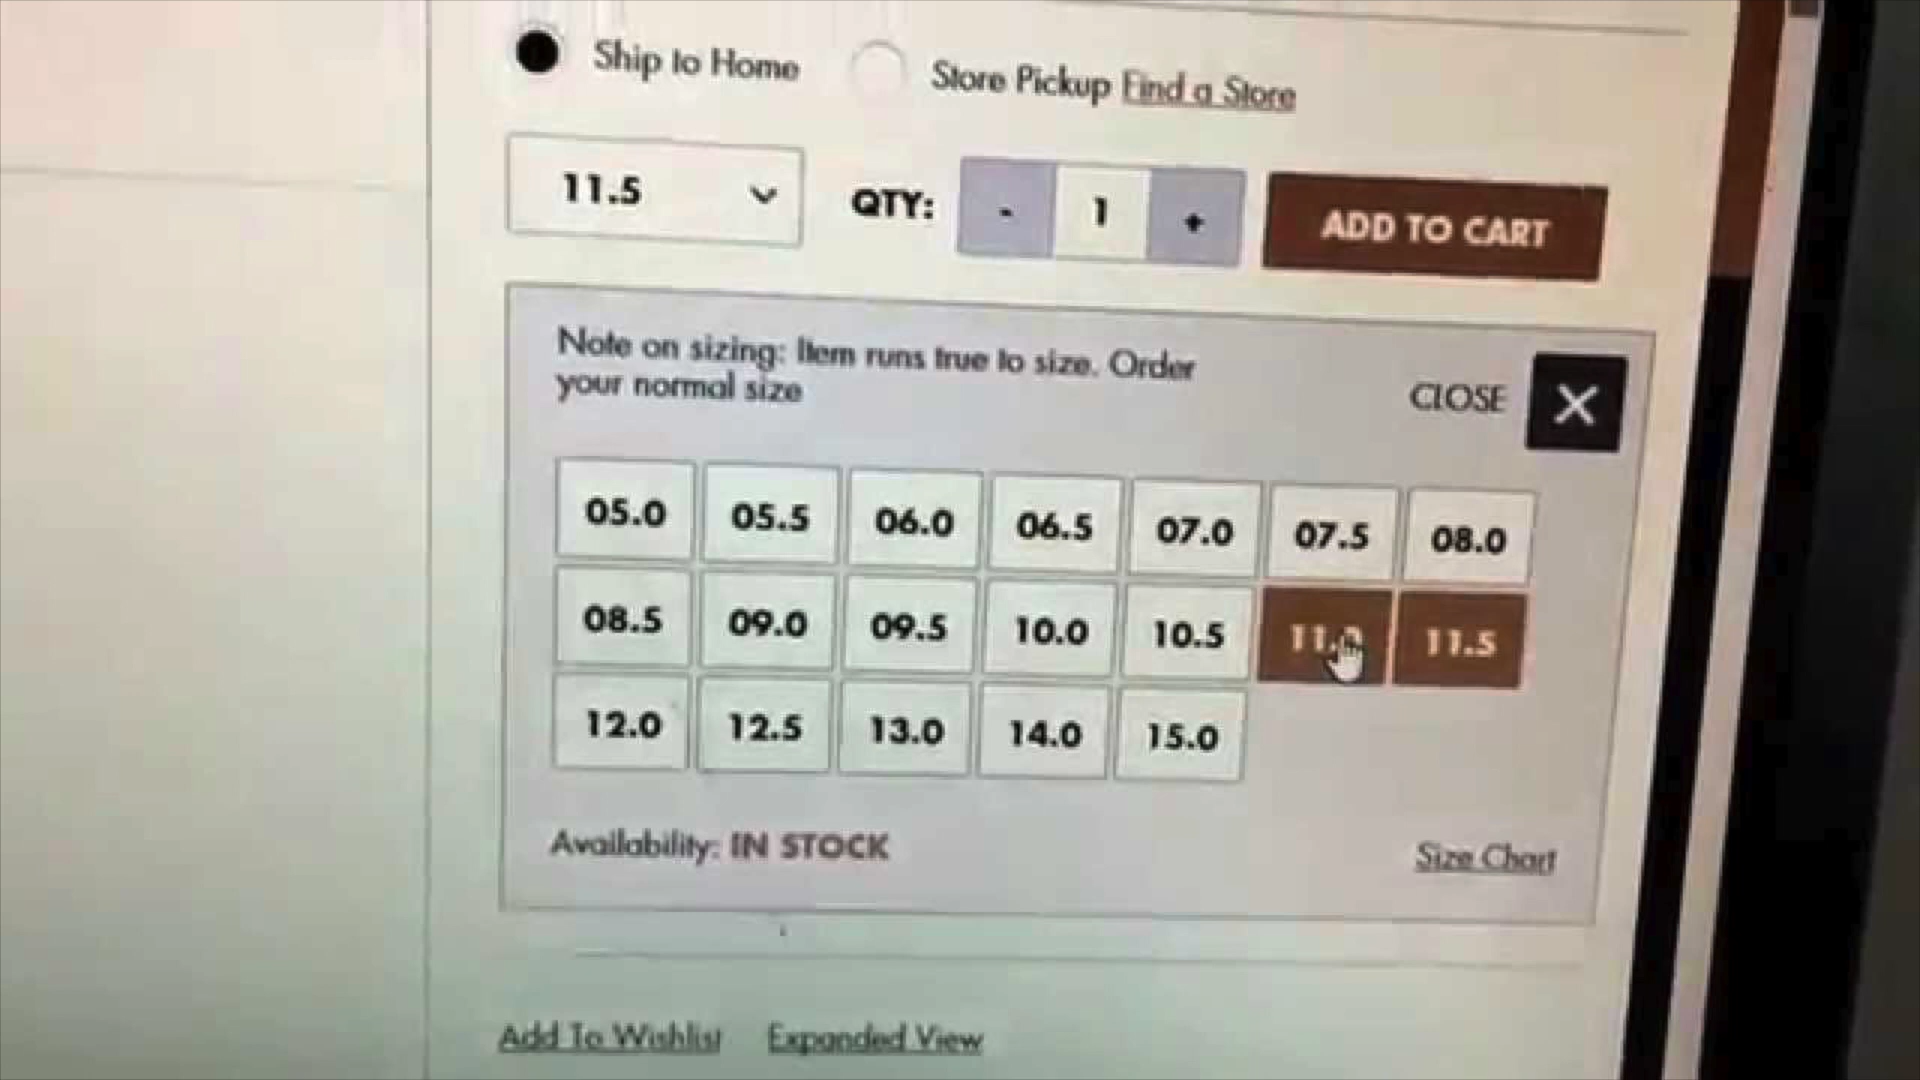 Ship to Home Store Pickup Find a Store
11.5 QTY: - 1 + ADD TO CART
Note on sizing: Item runs true to size. Order
your normal size
CLOSE X
05.0 05.5 06.0 06.5 07.0 07.5 08.0
08.5 09.0 09.5 10.0 10.5 11.0 11.5
12.0 12.5 13.0 14.0 15.0
Availability: IN STOCK Size Chart
Add To Wishlist Expanded View